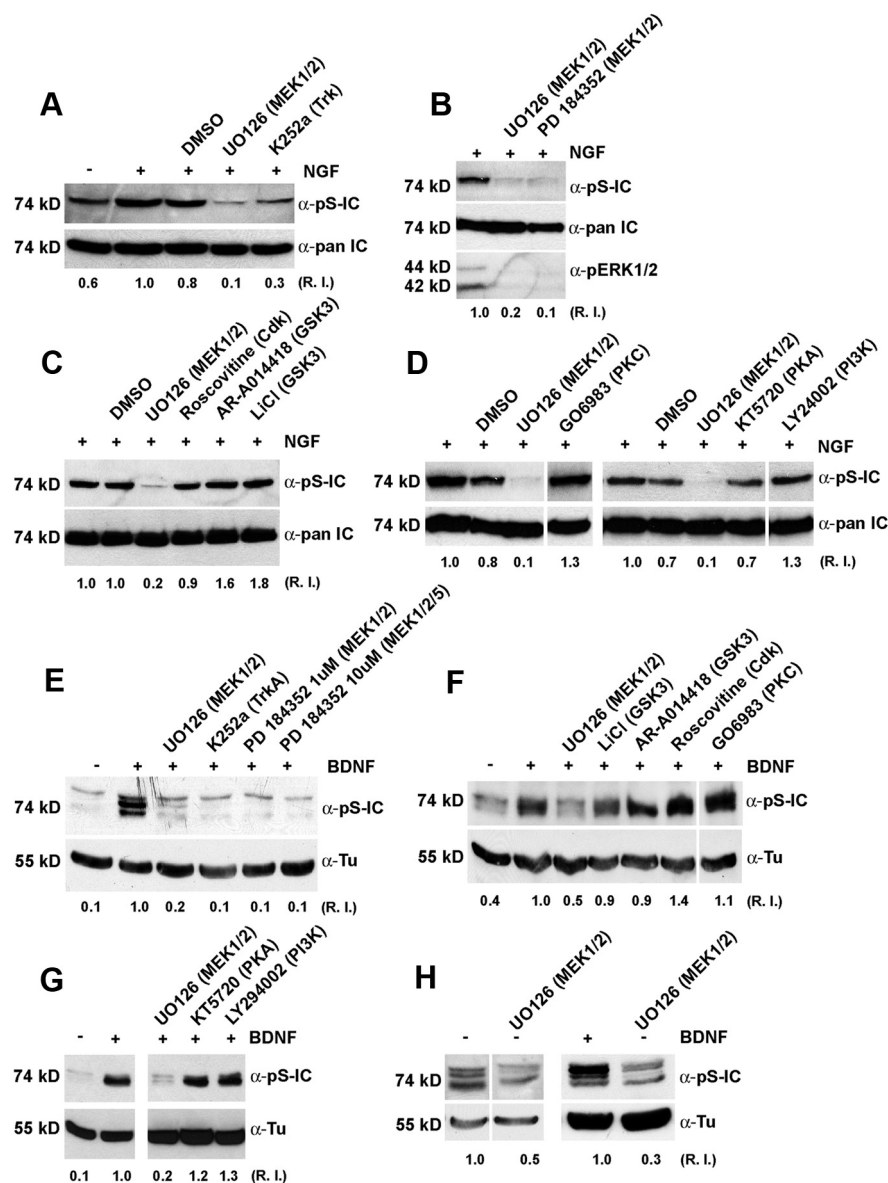 A
DMSO
UO126 (MEK1/2)
K252a (Trk)
- + + + + NGF
74 kD α-pS-IC
74 kD α-pan IC
0.6 1.0 0.8 0.1 0.3 (R. I.)
B
UO126 (MEK1/2)
PD 184352 (MEK1/2)
+ + + NGF
74 kD α-pS-IC
74 kD α-pan IC
44 kD α-pERK1/2
42 kD
1.0 0.2 0.1 (R. I.)
C
DMSO
UO126 (MEK1/2)
Roscovitine (Cdk)
AR-A014418 (GSK3)
LiCl (GSK3)
+ + + + + + NGF
74 kD α-pS-IC
74 kD α-pan IC
1.0 1.0 0.2 0.9 1.6 1.8 (R. I.)
D
DMSO
UO126 (MEK1/2)
GO6983 (PKC)
DMSO
UO126 (MEK1/2)
KT5720 (PKA)
LY24002 (PI3K)
+ + + + + + + + + NGF
74 kD α-pS-IC
74 kD α-pan IC
1.0 0.8 0.1 1.3 1.0 0.7 0.1 0.7 1.3 (R. I.)
E
UO126 (MEK1/2)
K252a (TrkA)
PD 184352 1uM (MEK1/2)
PD 184352 10uM (MEK1/2/5)
- + + + + + BDNF
74 kD α-pS-IC
55 kD α-Tu
0.1 1.0 0.2 0.1 0.1 0.1 (R. I.)
F
UO126 (MEK1/2)
LiCl (GSK3)
AR-A014418 (GSK3)
Roscovitine (Cdk)
GO6983 (PKC)
- + + + + + + BDNF
74 kD α-pS-IC
55 kD α-Tu
0.4 1.0 0.5 0.9 0.9 1.4 1.1 (R. I.)
G
UO126 (MEK1/2)
KT5720 (PKA)
LY294002 (PI3K)
- + + + + BDNF
74 kD α-pS-IC
55 kD α-Tu
0.1 1.0 0.2 1.2 1.3 (R. I.)
H
UO126 (MEK1/2)
UO126 (MEK1/2)
- - + - BDNF
74 kD α-pS-IC
55 kD α-Tu
1.0 0.5 1.0 0.3 (R. I.)